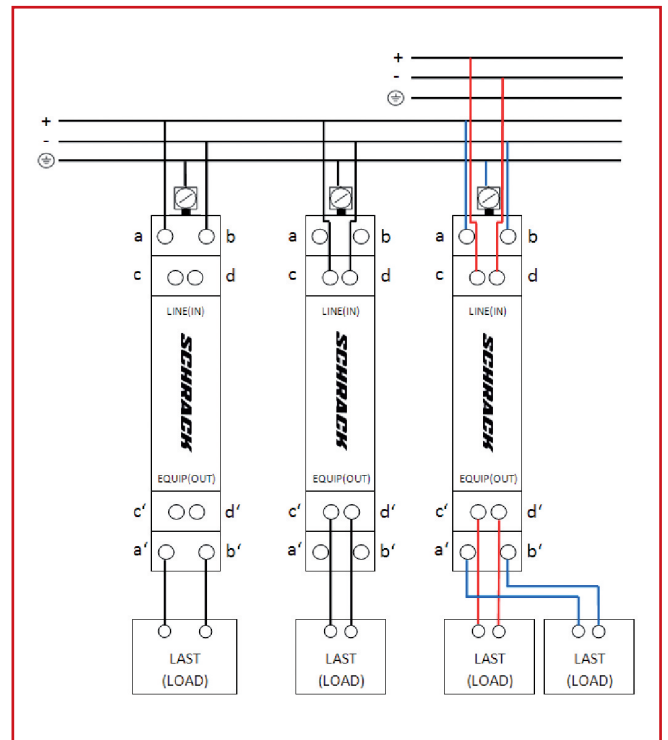 +
-
+
-
a b a b a b
c d c d c d
LINE(IN) LINE(IN) LINE(IN)
SCHRACK SCHRACK SCHRACK
EQUIP(OUT) EQUIP(OUT) EQUIP(OUT)
c‘ d‘ c‘ d‘ c‘ d‘
a‘ b‘ a‘ b‘ a‘ b‘
LAST LAST LAST LAST
(LOAD) (LOAD) (LOAD) (LOAD)